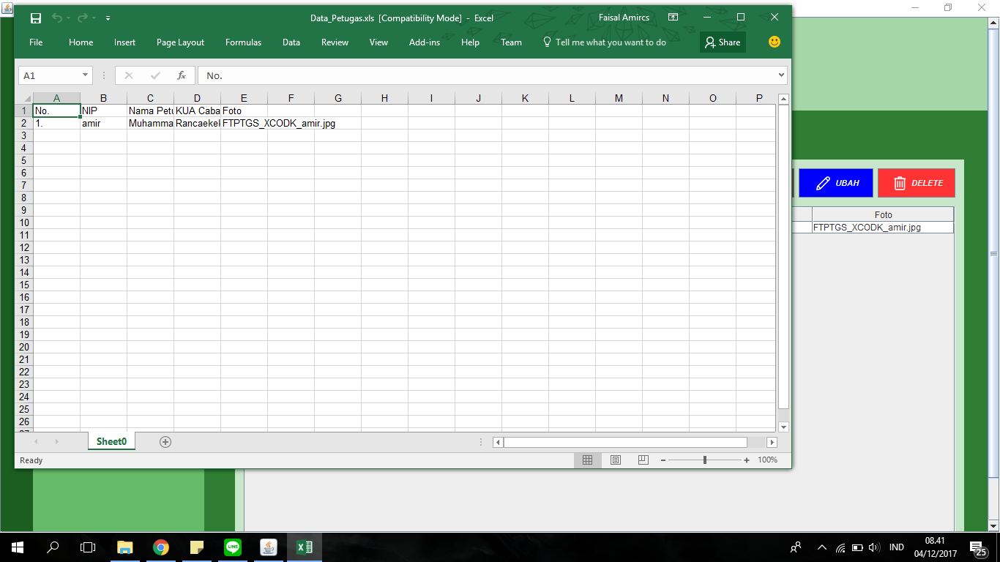 Data_Petugas.xls [Compatibility Mode] - Excel
Faisal Amircs
File Home Insert Page Layout Formulas Data Review View Add-ins Help Team Tell me what you want to do Share
A1 fx No.
A B C D E F G H I J K L M N O P
1 No. NIP Nama Petu KUA Caba Foto
2 1. amir Muhamma Rancaekel FTPTGS_XCODK_amir.jpg
3
4
5
6
7
8
9
10
11
12
13
14
15
16
17
18
19
20
21
22
23
24
25
26
27
Sheet0
Ready
100%
UBAH DELETE
Foto
FTPTGS_XCODK_amir.jpg
LINE
IND
08.41
04/12/2017
25